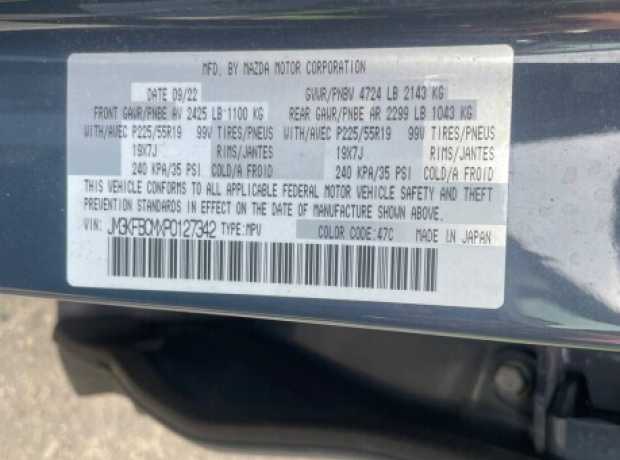 MFD. BY MAZDA MOTOR CORPORATION
DATE 09/22 GVWR/PNBV 4724 LB 2143 KG
FRONT GAWR/PNBE AV 2425 LB 1100 KG REAR GAWR/PNBE AR 2299 LB 1043 KG
WITH/AVEC P225/55R19 99V TIRES/PNEUS WITH/AVEC P225/55R19 99V TIRES/PNEUS
19X7J RIMS/JANTES 19X7J RIMS/JANTES
240 KPA/35 PSI COLD/A FROID 240 KPA/35 PSI COLD/A FROID
THIS VEHICLE CONFORMS TO ALL APPLICABLE FEDERAL MOTOR VEHICLE SAFETY AND THEFT
PREVENTION STANDARDS IN EFFECT ON THE DATE OF MANUFACTURE SHOWN ABOVE.
VIN: JM3KFBCMXP0127342 TYPE:MPV COLOR CODE:47C MADE IN JAPAN